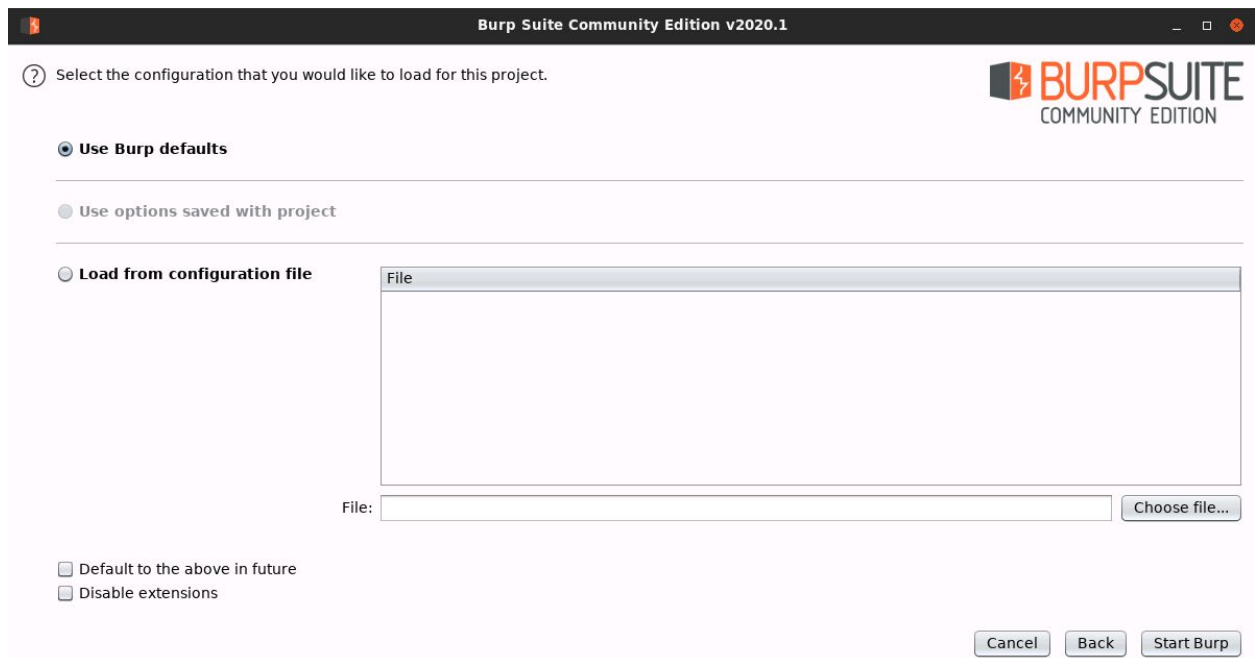 Burp Suite Community Edition v2020.1
? Select the configuration that you would like to load for this project.
BURPSUITE
COMMUNITY EDITION
Use Burp defaults
Use options saved with project
Load from configuration file
File
File:
Choose file...
Default to the above in future
Disable extensions
Cancel
Back
Start Burp